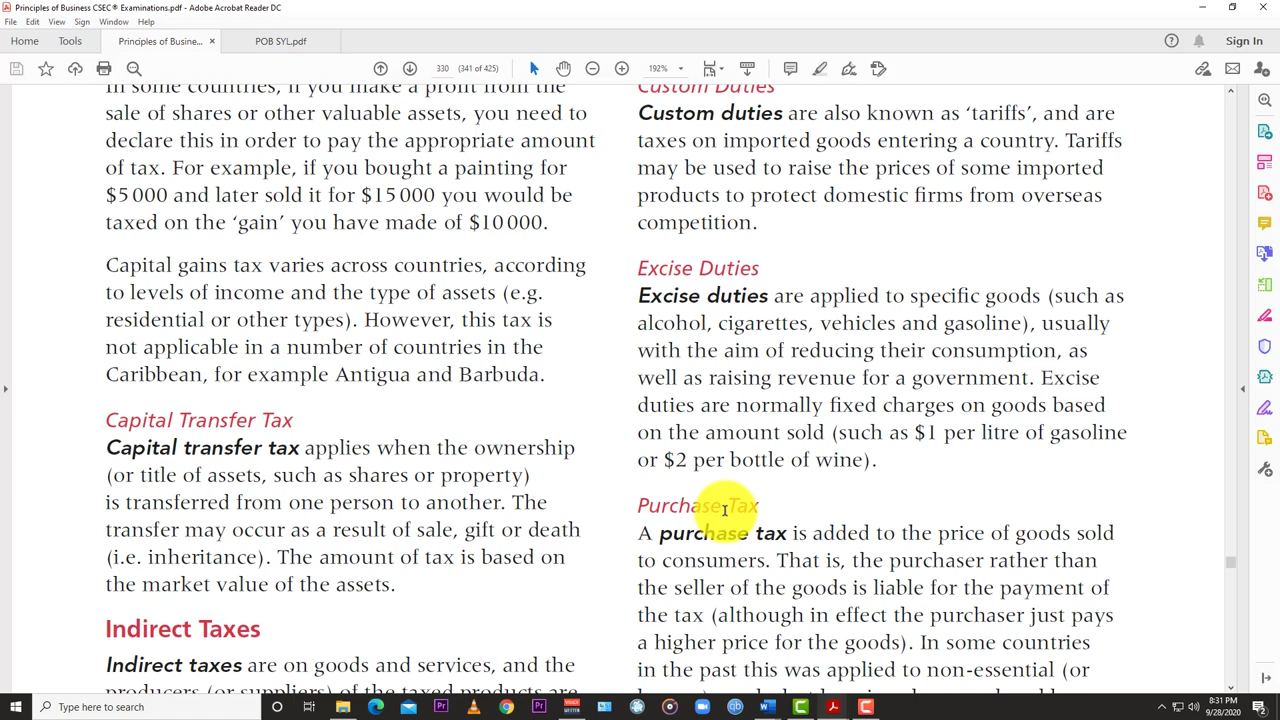 Principles of Business CSEC® Examinations.pdf - Adobe Acrobat Reader DC
File Edit View Sign Window Help
Home Tools Principles of Busine... × POB SYL.pdf Sign In
330 (341 of 425) 192%
In some countries, if you make a profit from the
sale of shares or other valuable assets, you need to
declare this in order to pay the appropriate amount
of tax. For example, if you bought a painting for
$5 000 and later sold it for $15 000 you would be
taxed on the ‘gain’ you have made of $10 000.
Capital gains tax varies across countries, according
to levels of income and the type of assets (e.g.
residential or other types). However, this tax is
not applicable in a number of countries in the
Caribbean, for example Antigua and Barbuda.
Capital Transfer Tax
Capital transfer tax applies when the ownership
(or title of assets, such as shares or property)
is transferred from one person to another. The
transfer may occur as a result of sale, gift or death
(i.e. inheritance). The amount of tax is based on
the market value of the assets.
Indirect Taxes
Indirect taxes are on goods and services, and the
producers (or suppliers) of the taxed products are
Custom Duties
Custom duties are also known as ‘tariffs’, and are
taxes on imported goods entering a country. Tariffs
may be used to raise the prices of some imported
products to protect domestic firms from overseas
competition.
Excise Duties
Excise duties are applied to specific goods (such as
alcohol, cigarettes, vehicles and gasoline), usually
with the aim of reducing their consumption, as
well as raising revenue for a government. Excise
duties are normally fixed charges on goods based
on the amount sold (such as $1 per litre of gasoline
or $2 per bottle of wine).
Purchase Tax
A purchase tax is added to the price of goods sold
to consumers. That is, the purchaser rather than
the seller of the goods is liable for the payment of
the tax (although in effect the purchaser just pays
a higher price for the goods). In some countries
in the past this was applied to non-essential (or
Type here to search
8:31 PM
9/28/2020